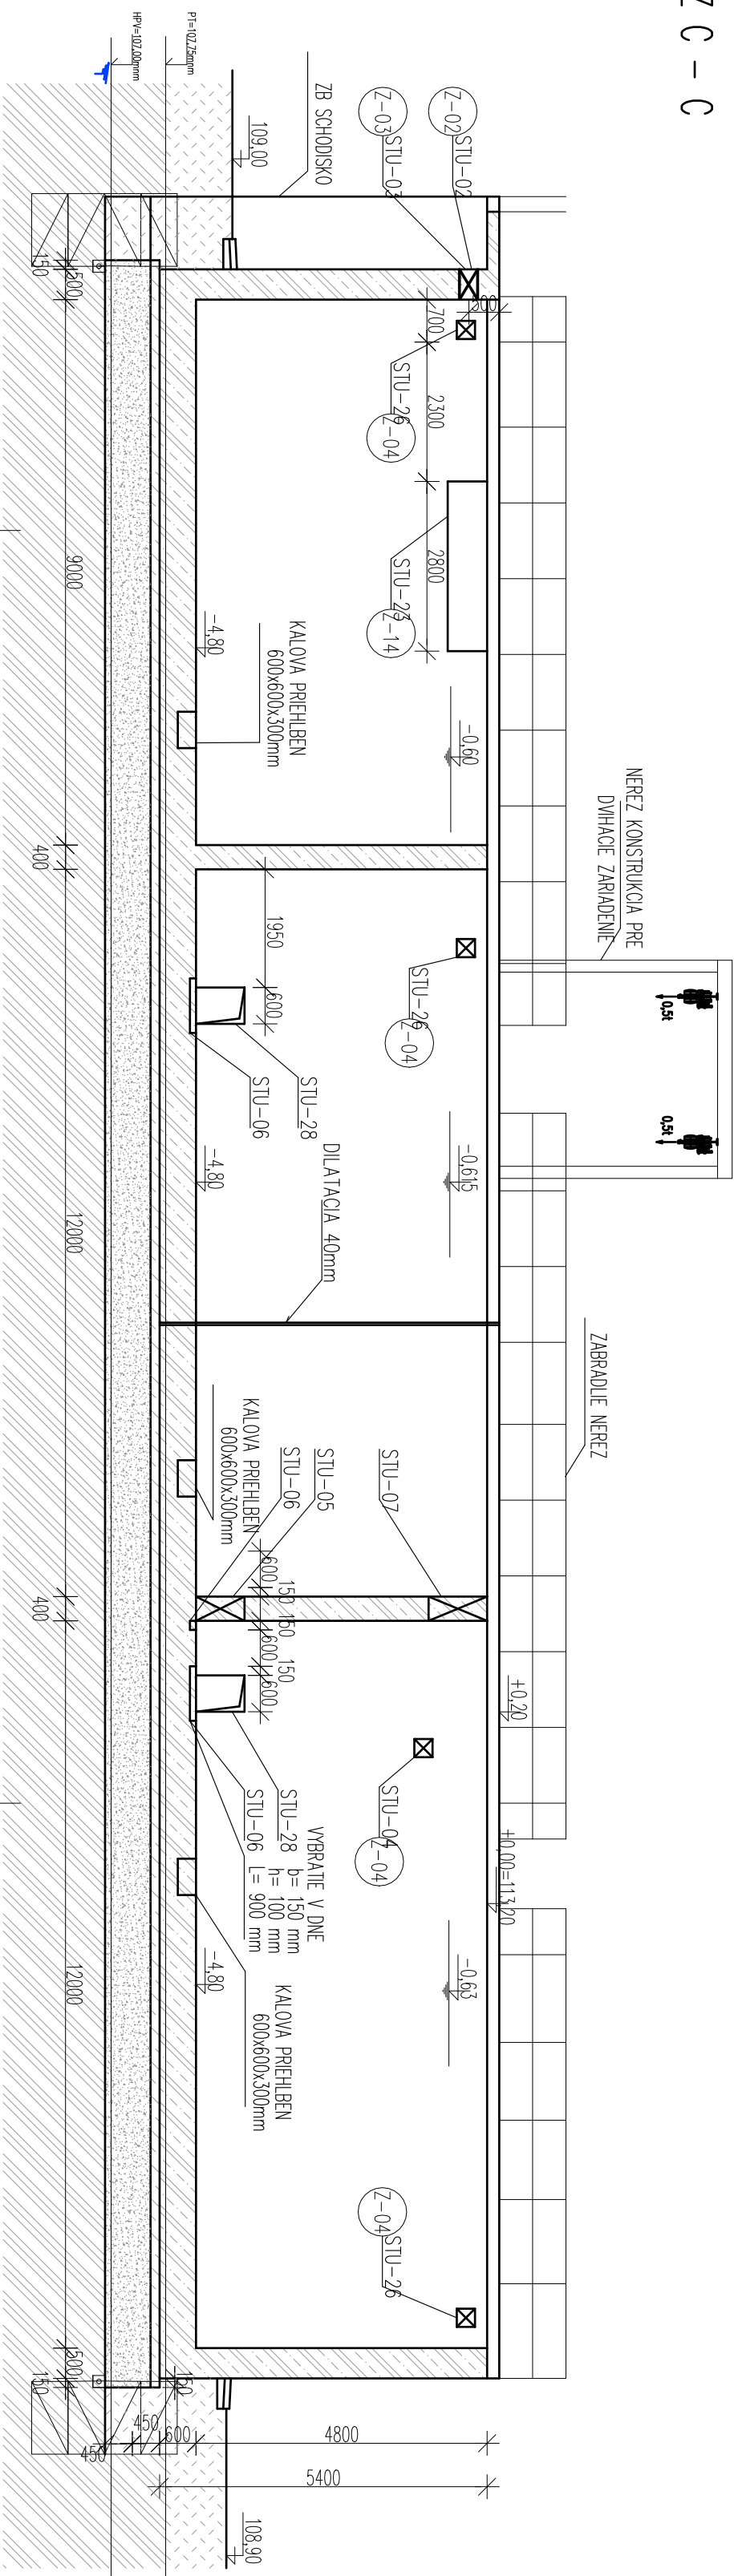 Z C - C
NEREZ KONSTRUKCIA PRE
DVIHACIE ZARIADENIE
0,5t
0,5t
ZABRADLIE NEREZ
+0,20
+0,00=113,20
Z-02
STU-02
Z-03
STU-03
ZB SCHODISKO
109,00
PT=107,75mnm
HPV=107,00mnm
300
700
2300
2800
STU-26
Z-04
STU-23
Z-14
-0,60
KALOVA PRIEHLBEN
600x600x300mm
-4,80
1950
600
STU-26
Z-04
-0,615
STU-28
STU-06
-4,80
DILATACIA 40mm
KALOVA PRIEHLBEN
600x600x300mm
STU-07
STU-05
STU-06
600
150
150
600
150
600
STU-04
Z-04
VYBRATIE V DNE
STU-28 b= 150 mm
h= 100 mm
STU-06 L= 900 mm
-0,63
-4,80
KALOVA PRIEHLBEN
600x600x300mm
Z-04
STU-26
150
500
9000
400
12000
400
12000
500
150
150
450
450
600
4800
5400
108,90